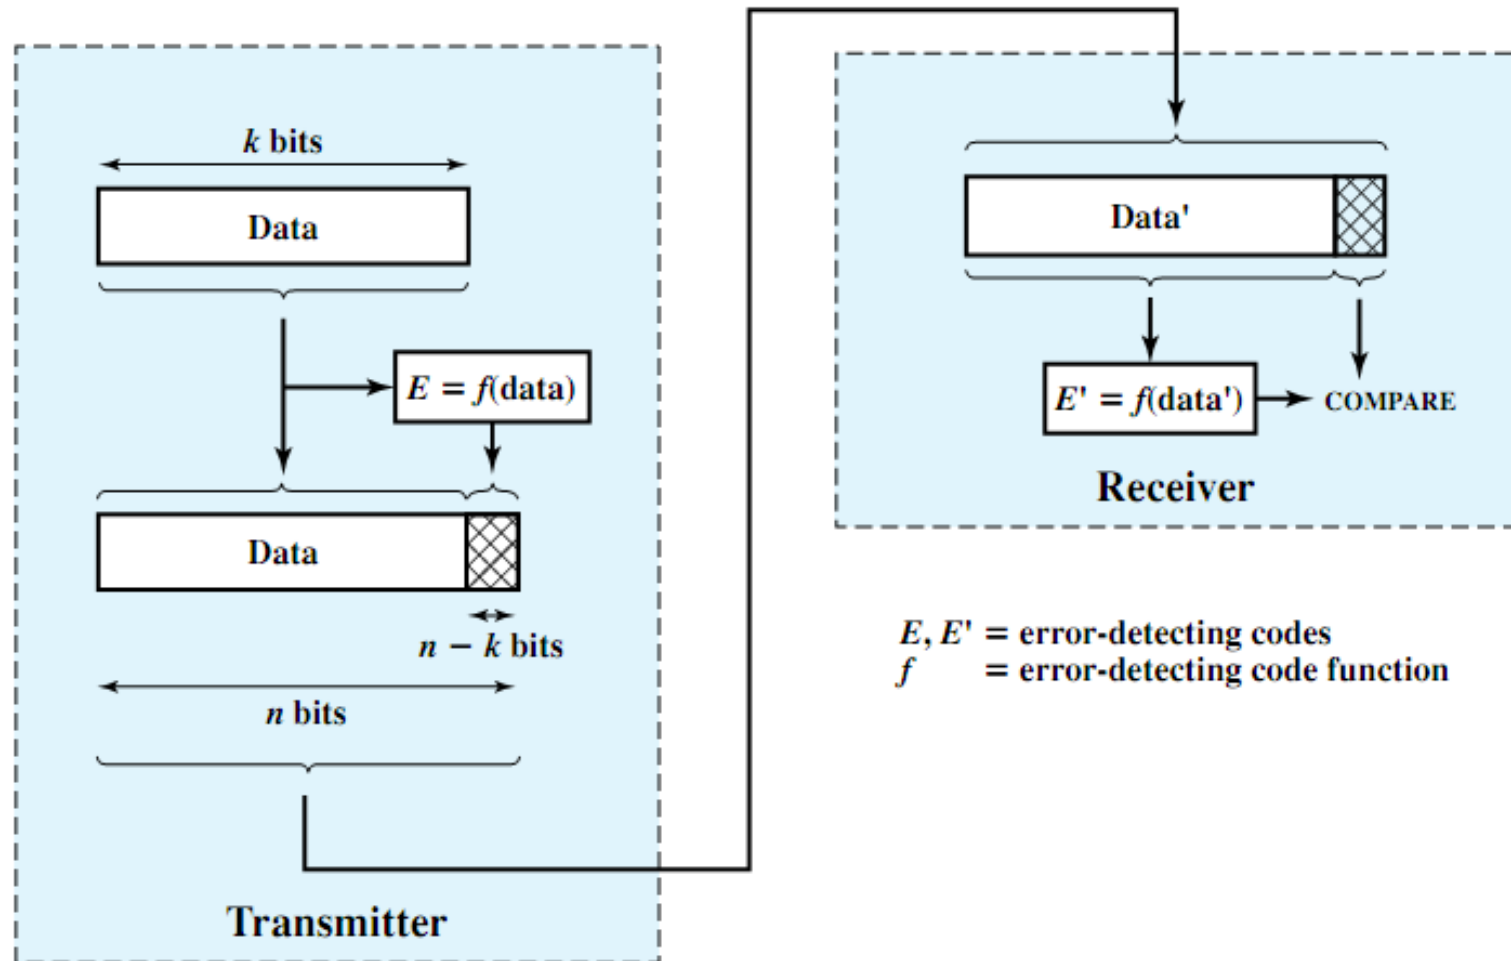 k bits
Data
E = f(data)
Data
n − k bits
n bits
Transmitter
Data'
E' = f(data')
COMPARE
Receiver
E, E' = error-detecting codes
f = error-detecting code function